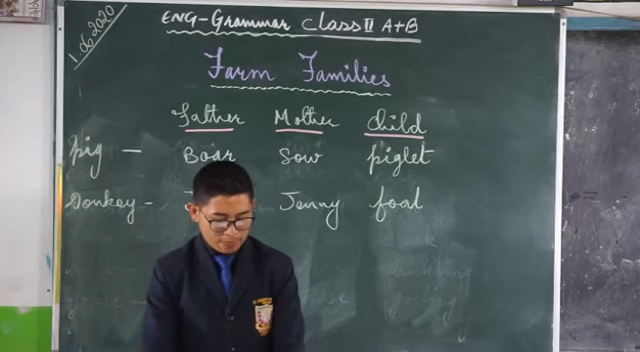 1.06.2020
ENG-Grammar Class II A+B
Farm Families
Father Mother child
pig - Boar Sow piglet
Donkey - Jenny foal